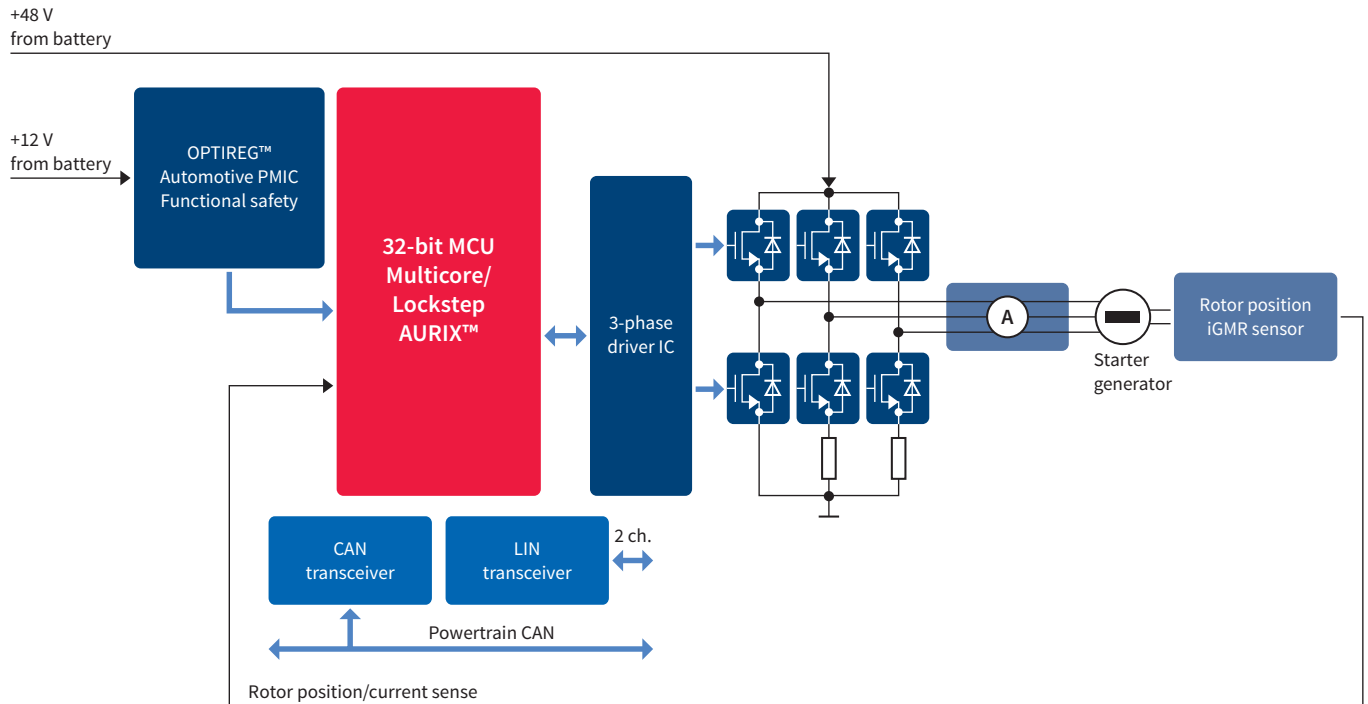 +48 V
from battery
+12 V
from battery
OPTIREG™
Automotive PMIC
Functional safety
32-bit MCU
Multicore/
Lockstep
AURIX™
3-phase
driver IC
A
Starter
generator
Rotor position
iGMR sensor
CAN
transceiver
LIN
transceiver
2 ch.
Powertrain CAN
Rotor position/current sense